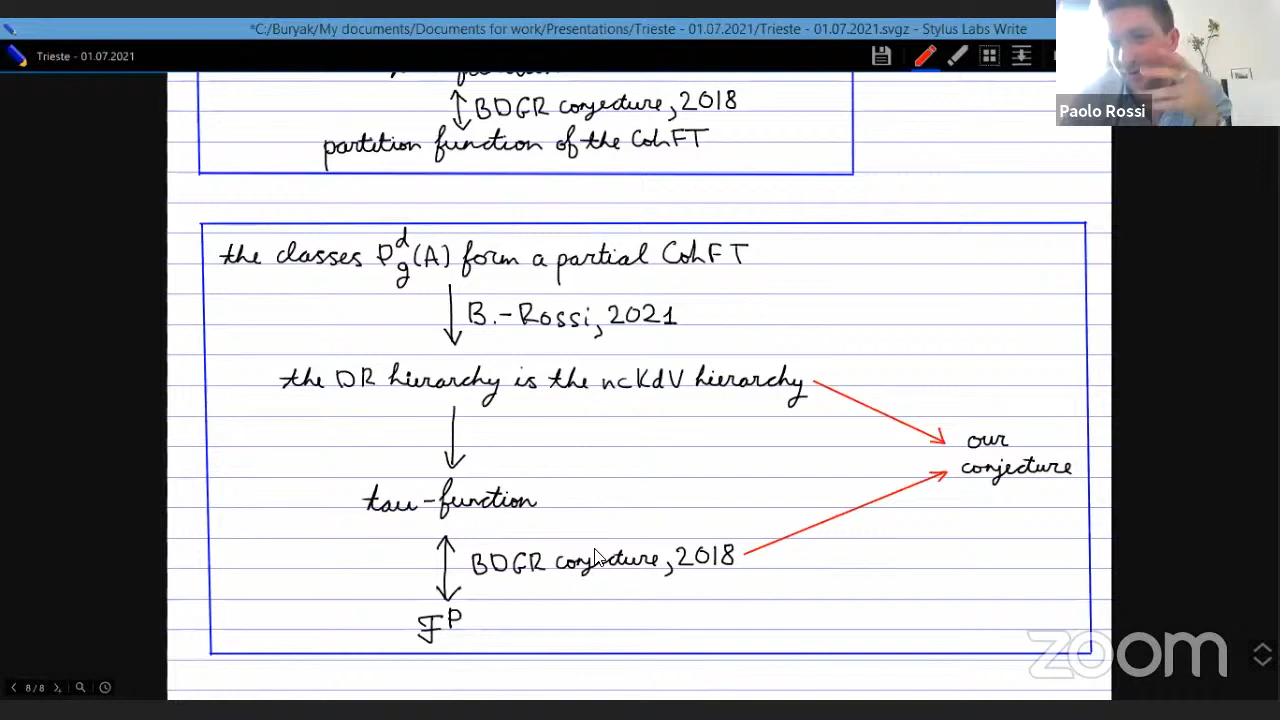 *C:/Buryak/My documents/Documents for work/Presentations/Trieste - 01.07.2021/Trieste - 01.07.2021.svgz - Stylus Labs Write
Trieste - 01.07.2021
Paolo Rossi
BDGR conjecture, 2018
partition function of the CohFT
the classes P_g^d(A) form a partial CohFT
B.-Rossi, 2021
the DR hierarchy is the ncKdV hierarchy
our
conjecture
tau-function
BDGR conjecture, 2018
F^P
zoom
8/8